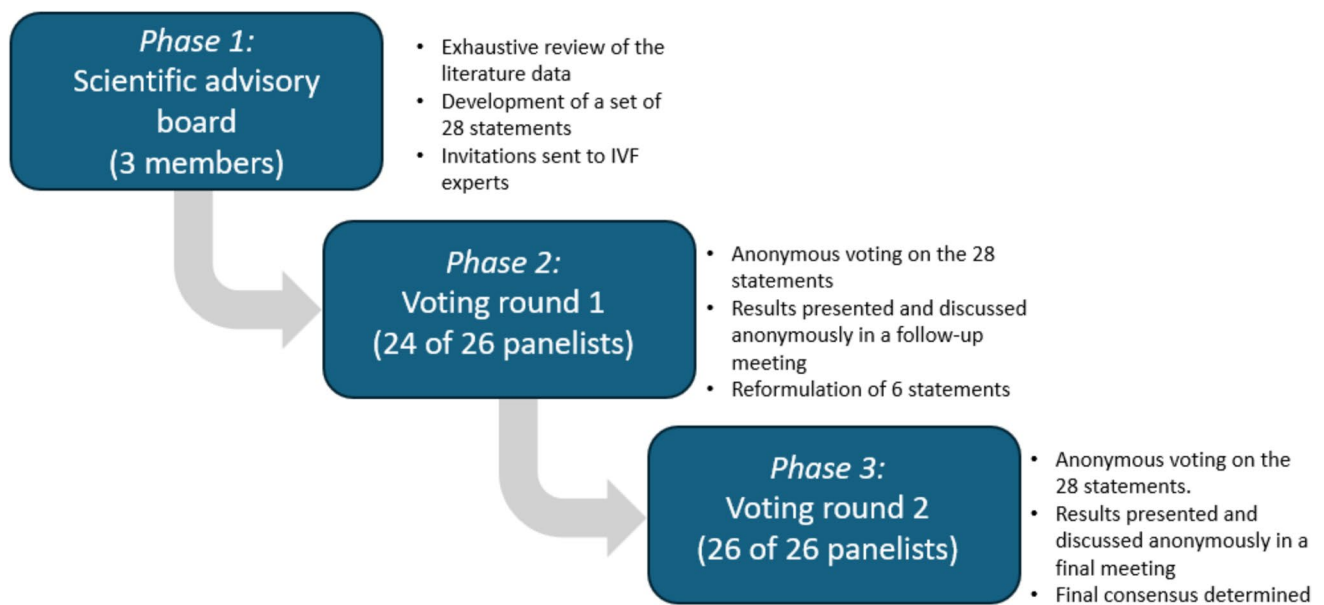 Phase 1:
Scientific advisory
board
(3 members)
• Exhaustive review of the
literature data
• Development of a set of
28 statements
• Invitations sent to IVF
experts
Phase 2:
Voting round 1
(24 of 26 panelists)
• Anonymous voting on the 28
statements
• Results presented and discussed
anonymously in a follow-up
meeting
• Reformulation of 6 statements
Phase 3:
Voting round 2
(26 of 26 panelists)
• Anonymous voting on the
28 statements.
• Results presented and
discussed anonymously in a
final meeting
• Final consensus determined